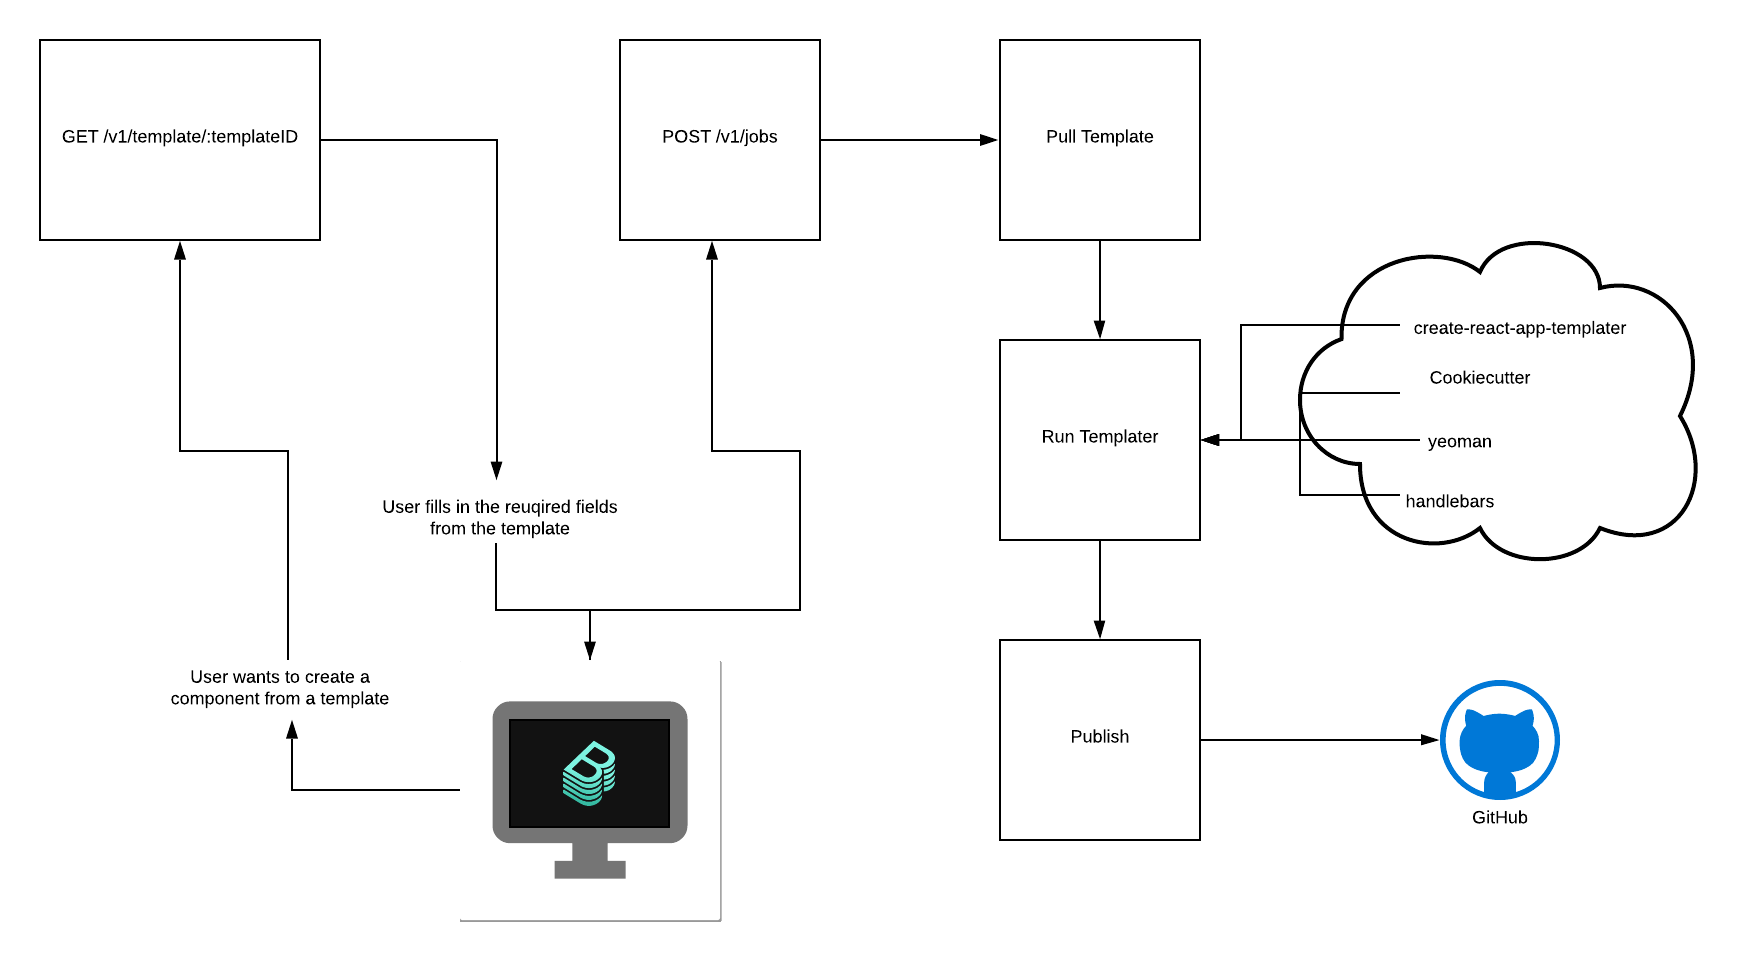 GET /v1/template/:templateID
POST /v1/jobs
Pull Template
create-react-app-templater
Cookiecutter
yeoman
handlebars
Run Templater
User fills in the reuqired fields
from the template
User wants to create a
component from a template
Publish
GitHub